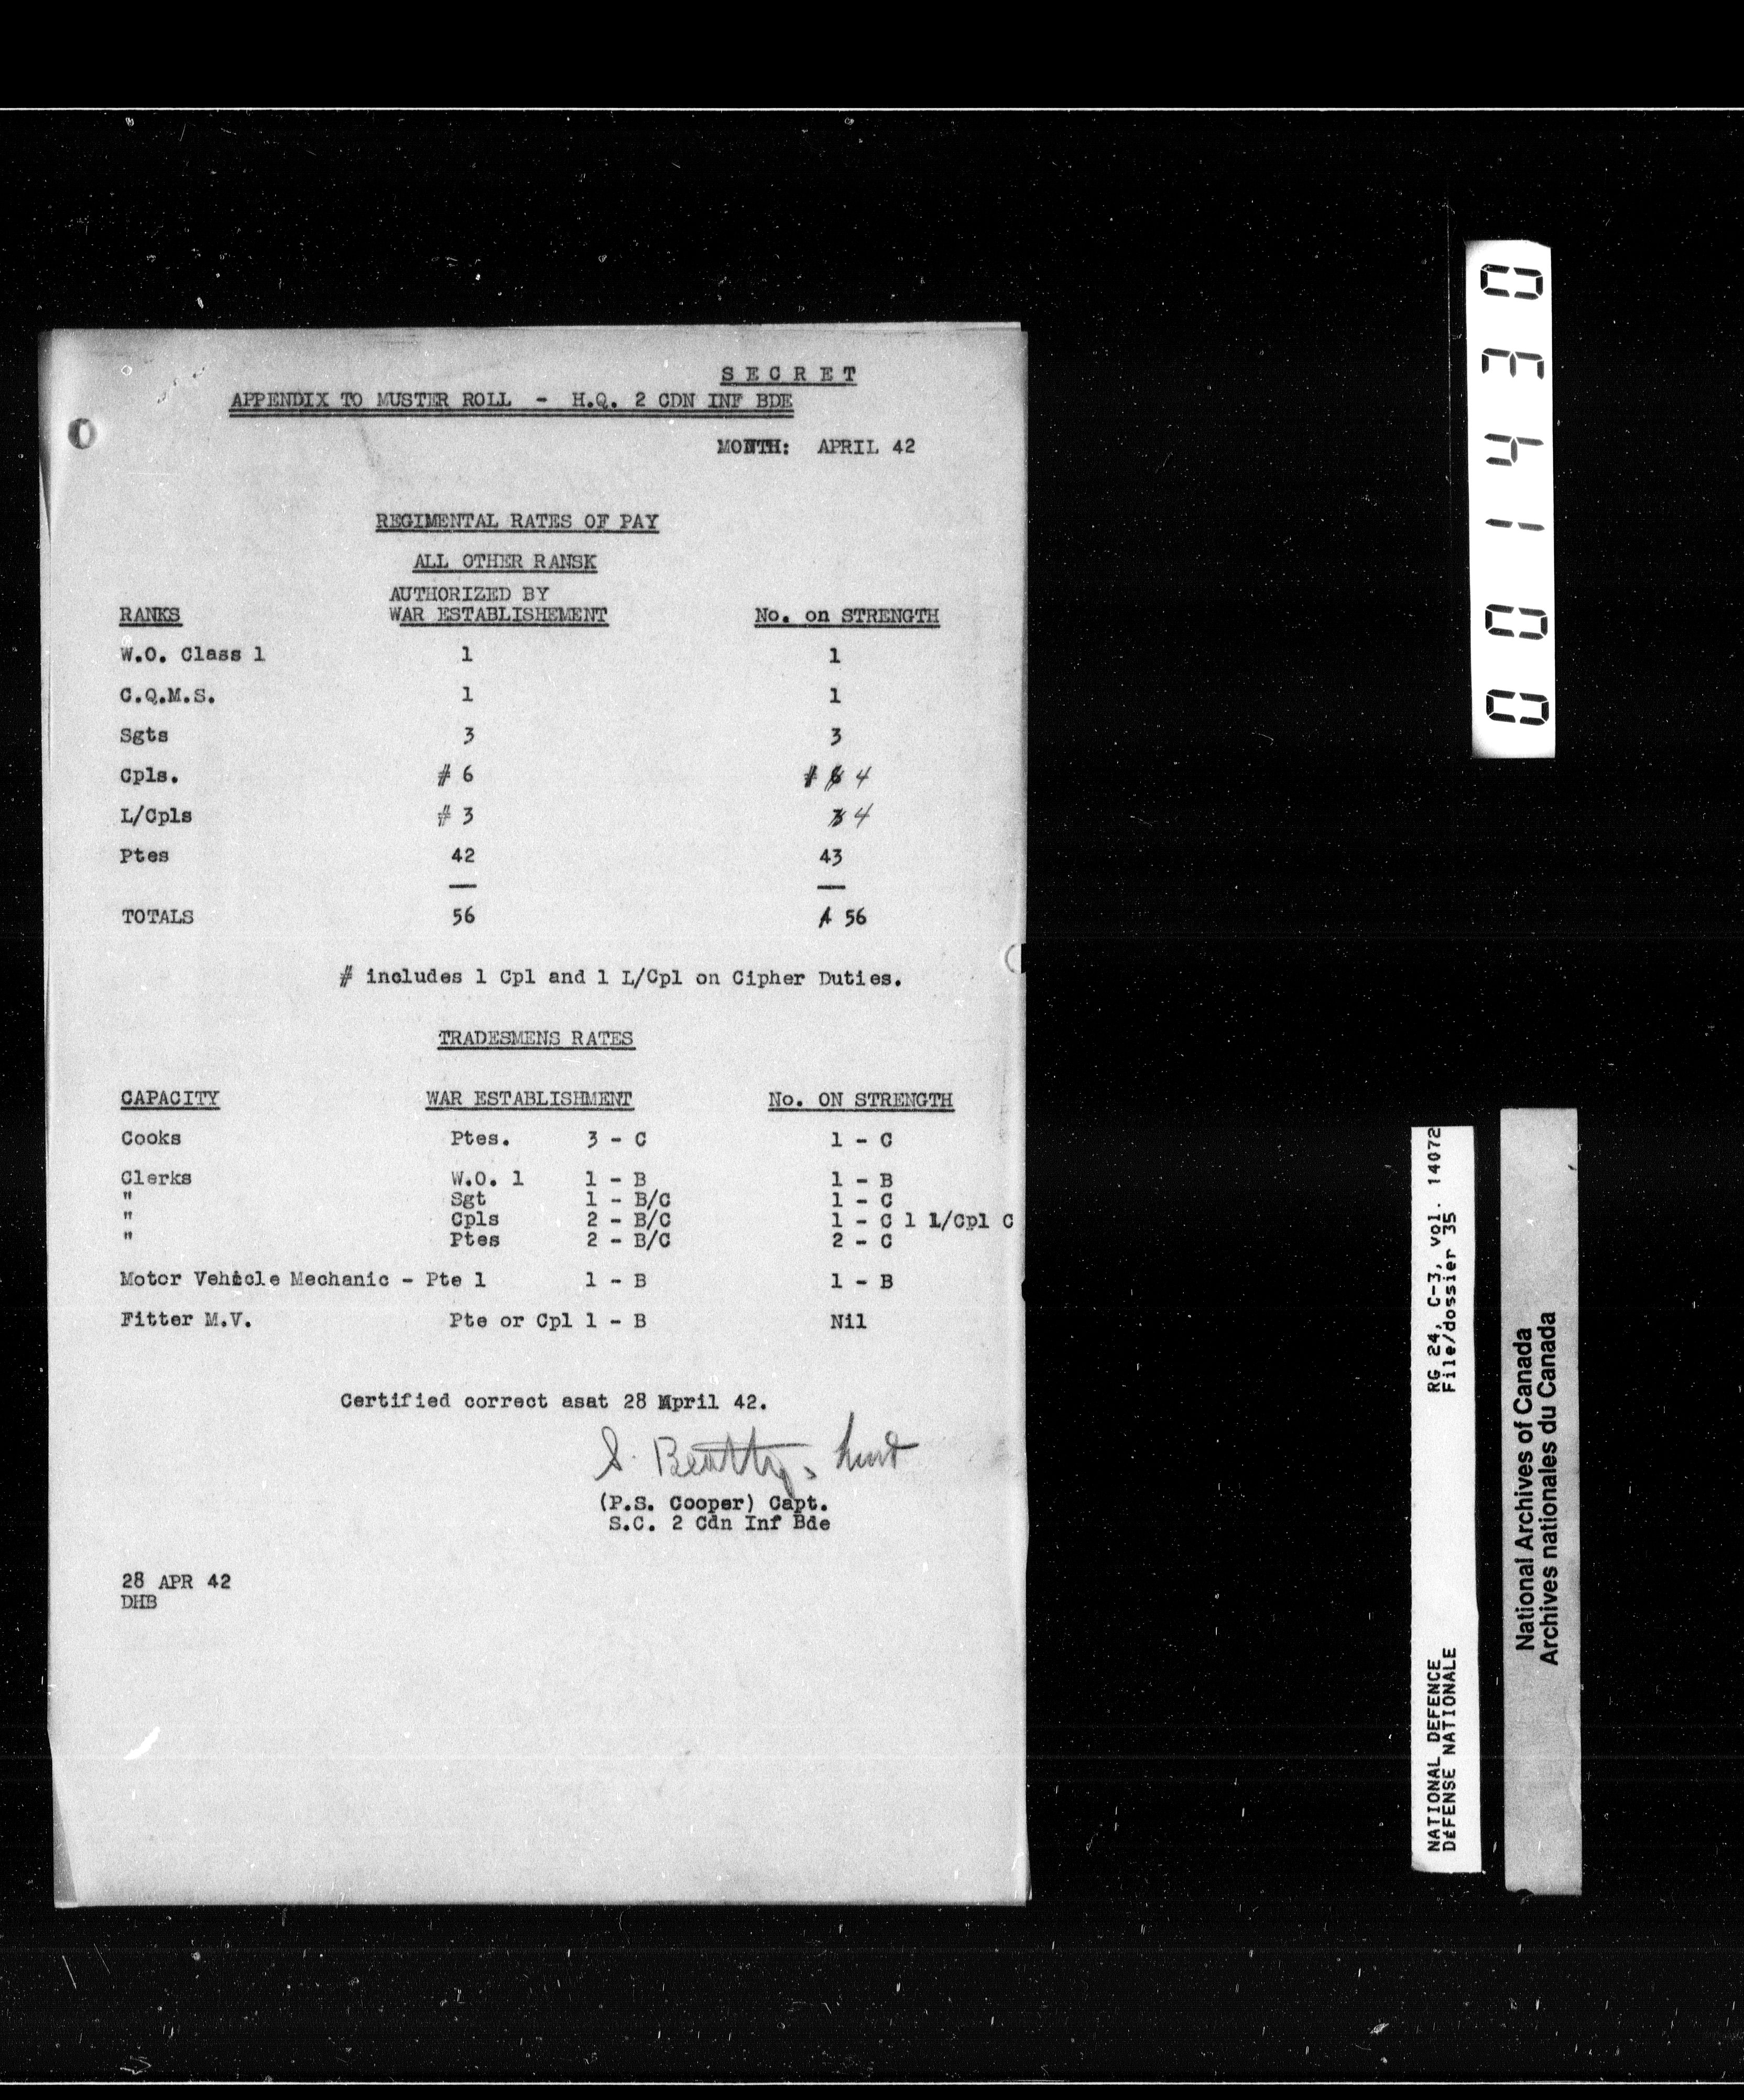 S E C R E T
APPENDIX TO MUSTER ROLL - H.Q. 2 CDN INF BDE
MONTH: APRIL 42
REGIMENTAL RATES OF PAY
ALL OTHER RANSK
AUTHORIZED BY
RANKS WAR ESTABLISHEMENT No. on STRENGTH
W.O. Class 1 1 1
C.Q.M.S. 1 1
Sgts 3 3
Cpls. # 6 # 6 4
L/Cpls # 3 3 4
Ptes 42 43
TOTALS 56 56
# includes 1 Cpl and 1 L/Cpl on Cipher Duties.
TRADESMENS RATES
CAPACITY WAR ESTABLISHMENT No. ON STRENGTH
Cooks Ptes. 3 - C 1 - C
Clerks W.O. 1 1 - B 1 - B
" Sgt 1 - B/C 1 - C
" Cpls 2 - B/C 1 - C 1 L/Cpl C
" Ptes 2 - B/C 2 - C
Motor Vehicle Mechanic - Pte 1 1 - B 1 - B
Fitter M.V. Pte or Cpl 1 - B Nil
Certified correct asat 28 April 42.
S. Beatty,
(P.S. Cooper) Capt.
S.C. 2 Cdn Inf Bde
28 APR 42
DHB
001430
NATIONAL DEFENCE RG 24, C-3, vol. 14072
DÉFENSE NATIONALE File/dossier 35
National Archives of Canada
Archives nationales du Canada